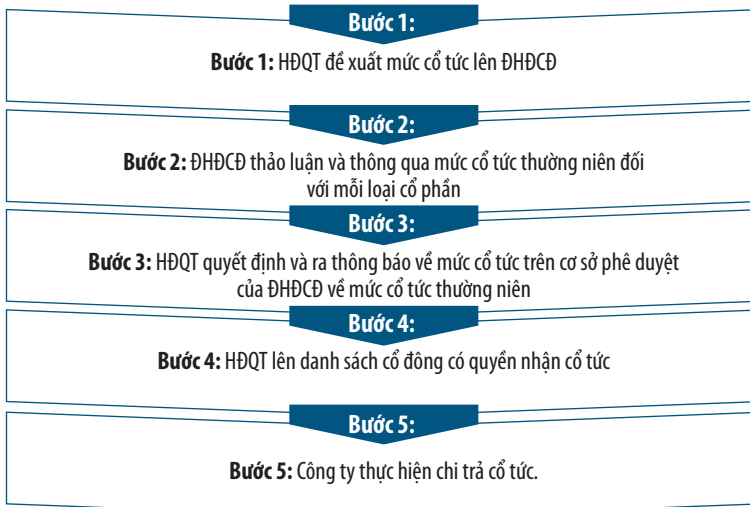 Bước 1:
Bước 1: HĐQT đề xuất mức cổ tức lên ĐHĐCĐ
Bước 2:
Bước 2: ĐHĐCĐ thảo luận và thông qua mức cổ tức thường niên đối
với mỗi loại cổ phần
Bước 3:
Bước 3: HĐQT quyết định và ra thông báo về mức cổ tức trên cơ sở phê duyệt
của ĐHĐCĐ về mức cổ tức thường niên
Bước 4:
Bước 4: HĐQT lên danh sách cổ đông có quyền nhận cổ tức
Bước 5:
Bước 5: Công ty thực hiện chi trả cổ tức.